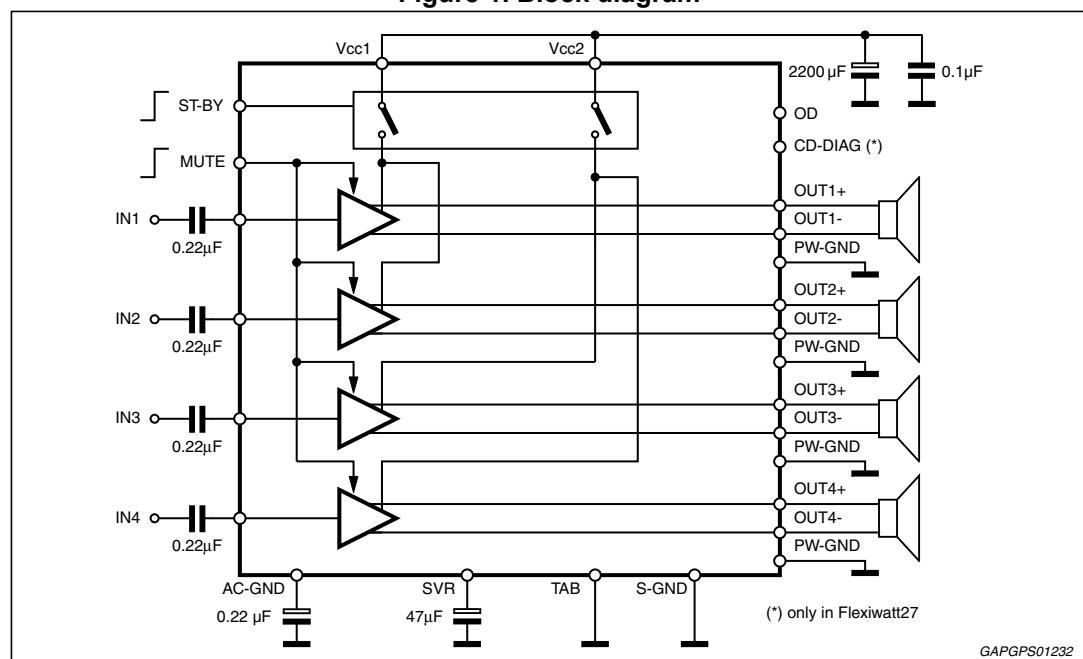 Figure 1. Block diagram
Vcc1
Vcc2
2200 µF
0.1µF
ST-BY
OD
CD-DIAG (*)
MUTE
OUT1+
IN1
OUT1-
0.22µF
PW-GND
OUT2+
IN2
OUT2-
0.22µF
PW-GND
OUT3+
IN3
OUT3-
0.22µF
PW-GND
OUT4+
IN4
OUT4-
0.22µF
PW-GND
AC-GND
SVR
TAB
S-GND
0.22 µF
47µF
(*) only in Flexiwatt27
GAPGPS01232